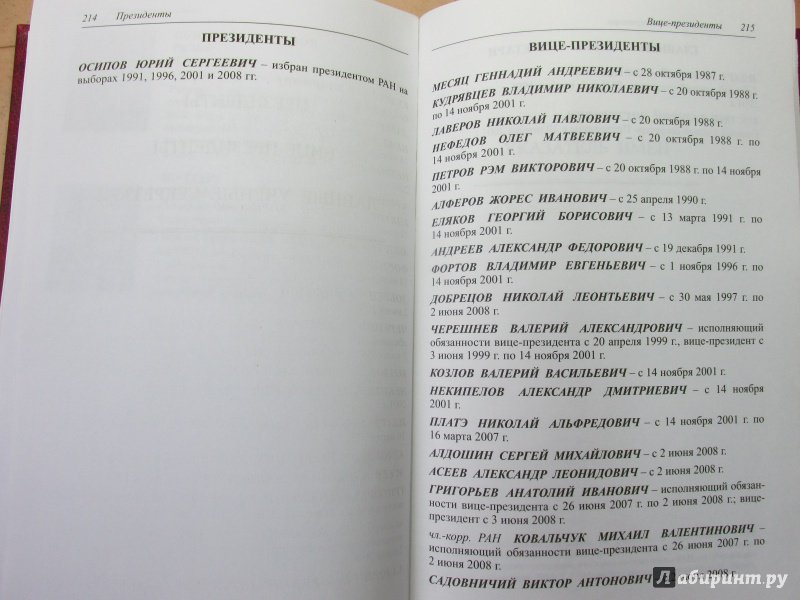 214 Президенты
ПРЕЗИДЕНТЫ
ОСИПОВ ЮРИЙ СЕРГЕЕВИЧ – избран президентом РАН на
выборах 1991, 1996, 2001 и 2008 гг.
Вице-президенты 215
ВИЦЕ-ПРЕЗИДЕНТЫ
МЕСЯЦ ГЕННАДИЙ АНДРЕЕВИЧ – с 28 октября 1987 г.
КУДРЯВЦЕВ ВЛАДИМИР НИКОЛАЕВИЧ – с 20 октября 1988
по 14 ноября 2001 г.
ЛАВЕРОВ НИКОЛАЙ ПАВЛОВИЧ – с 20 октября 1988 г.
НЕФЕДОВ ОЛЕГ МАТВЕЕВИЧ – с 20 октября 1988 г. по
14 ноября 2001 г.
ПЕТРОВ РЭМ ВИКТОРОВИЧ – с 20 октября 1988 г. по 14 ноября
2001 г.
АЛФЕРОВ ЖОРЕС ИВАНОВИЧ – с 25 апреля 1990 г.
ЕЛЯКОВ ГЕОРГИЙ БОРИСОВИЧ – с 13 марта 1991 г. по
14 ноября 2001 г.
АНДРЕЕВ АЛЕКСАНДР ФЕДОРОВИЧ – с 19 декабря 1991 г.
ФОРТОВ ВЛАДИМИР ЕВГЕНЬЕВИЧ – с 1 ноября 1996 г. по
14 ноября 2001 г.
ДОБРЕЦОВ НИКОЛАЙ ЛЕОНТЬЕВИЧ – с 30 мая 1997 г. по
2 июня 2008 г.
ЧЕРЕШНЕВ ВАЛЕРИЙ АЛЕКСАНДРОВИЧ – исполняющий
обязанности вице-президента с 20 апреля 1999 г., вице-президент с
3 июня 1999 г. по 14 ноября 2001 г.
КОЗЛОВ ВАЛЕРИЙ ВАСИЛЬЕВИЧ – с 14 ноября 2001 г.
НЕКИПЕЛОВ АЛЕКСАНДР ДМИТРИЕВИЧ – с 14 ноября
2001 г.
ПЛАТЭ НИКОЛАЙ АЛЬФРЕДОВИЧ – с 14 ноября 2001 г. по
16 марта 2007 г.
АЛДОШИН СЕРГЕЙ МИХАЙЛОВИЧ – с 2 июня 2008 г.
АСЕЕВ АЛЕКСАНДР ЛЕОНИДОВИЧ – с 2 июня 2008 г.
ГРИГОРЬЕВ АНАТОЛИЙ ИВАНОВИЧ – исполняющий обязан-
ности вице-президента с 26 июня 2007 г. по 2 июня 2008 г.; вице-
президент с 3 июня 2008 г.
чл.-корр. РАН КОВАЛЬЧУК МИХАИЛ ВАЛЕНТИНОВИЧ –
исполняющий обязанности вице-президента с 26 июня 2007 г. по
2 июня 2008 г.
САДОВНИЧИЙ ВИКТОР АНТОНОВИЧ 2008 г.
Лабиринт.ру